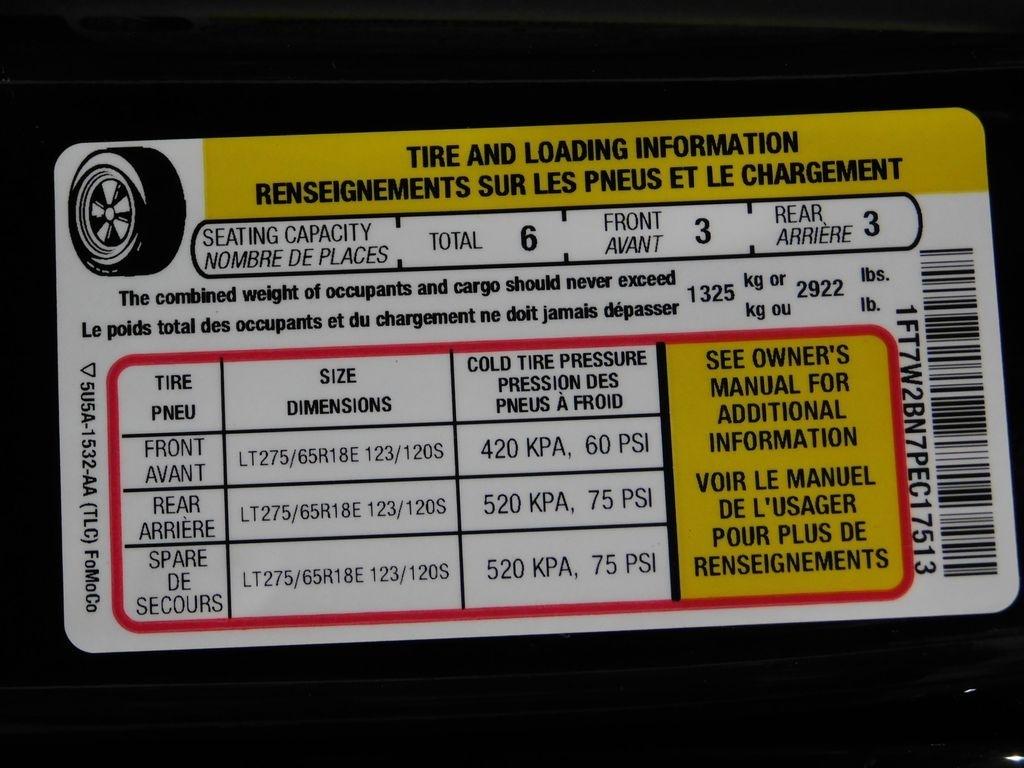 TIRE AND LOADING INFORMATION
RENSEIGNEMENTS SUR LES PNEUS ET LE CHARGEMENT
SEATING CAPACITY
NOMBRE DE PLACES
TOTAL 6
FRONT
AVANT 3
REAR
ARRIÈRE 3
The combined weight of occupants and cargo should never exceed 1325 kg or 2922 lbs.
Le poids total des occupants et du chargement ne doit jamais dépasser kg ou lb.
TIRE
PNEU
SIZE
DIMENSIONS
COLD TIRE PRESSURE
PRESSION DES
PNEUS À FROID
FRONT
AVANT
LT275/65R18E 123/120S
420 KPA, 60 PSI
REAR
ARRIÈRE
LT275/65R18E 123/120S
520 KPA, 75 PSI
SPARE
DE
SECOURS
LT275/65R18E 123/120S
520 KPA, 75 PSI
SEE OWNER'S
MANUAL FOR
ADDITIONAL
INFORMATION
VOIR LE MANUEL
DE L'USAGER
POUR PLUS DE
RENSEIGNEMENTS
1FT7W2BN7PEC17513
5U5A-1532-AA (TLC) FoMoCo